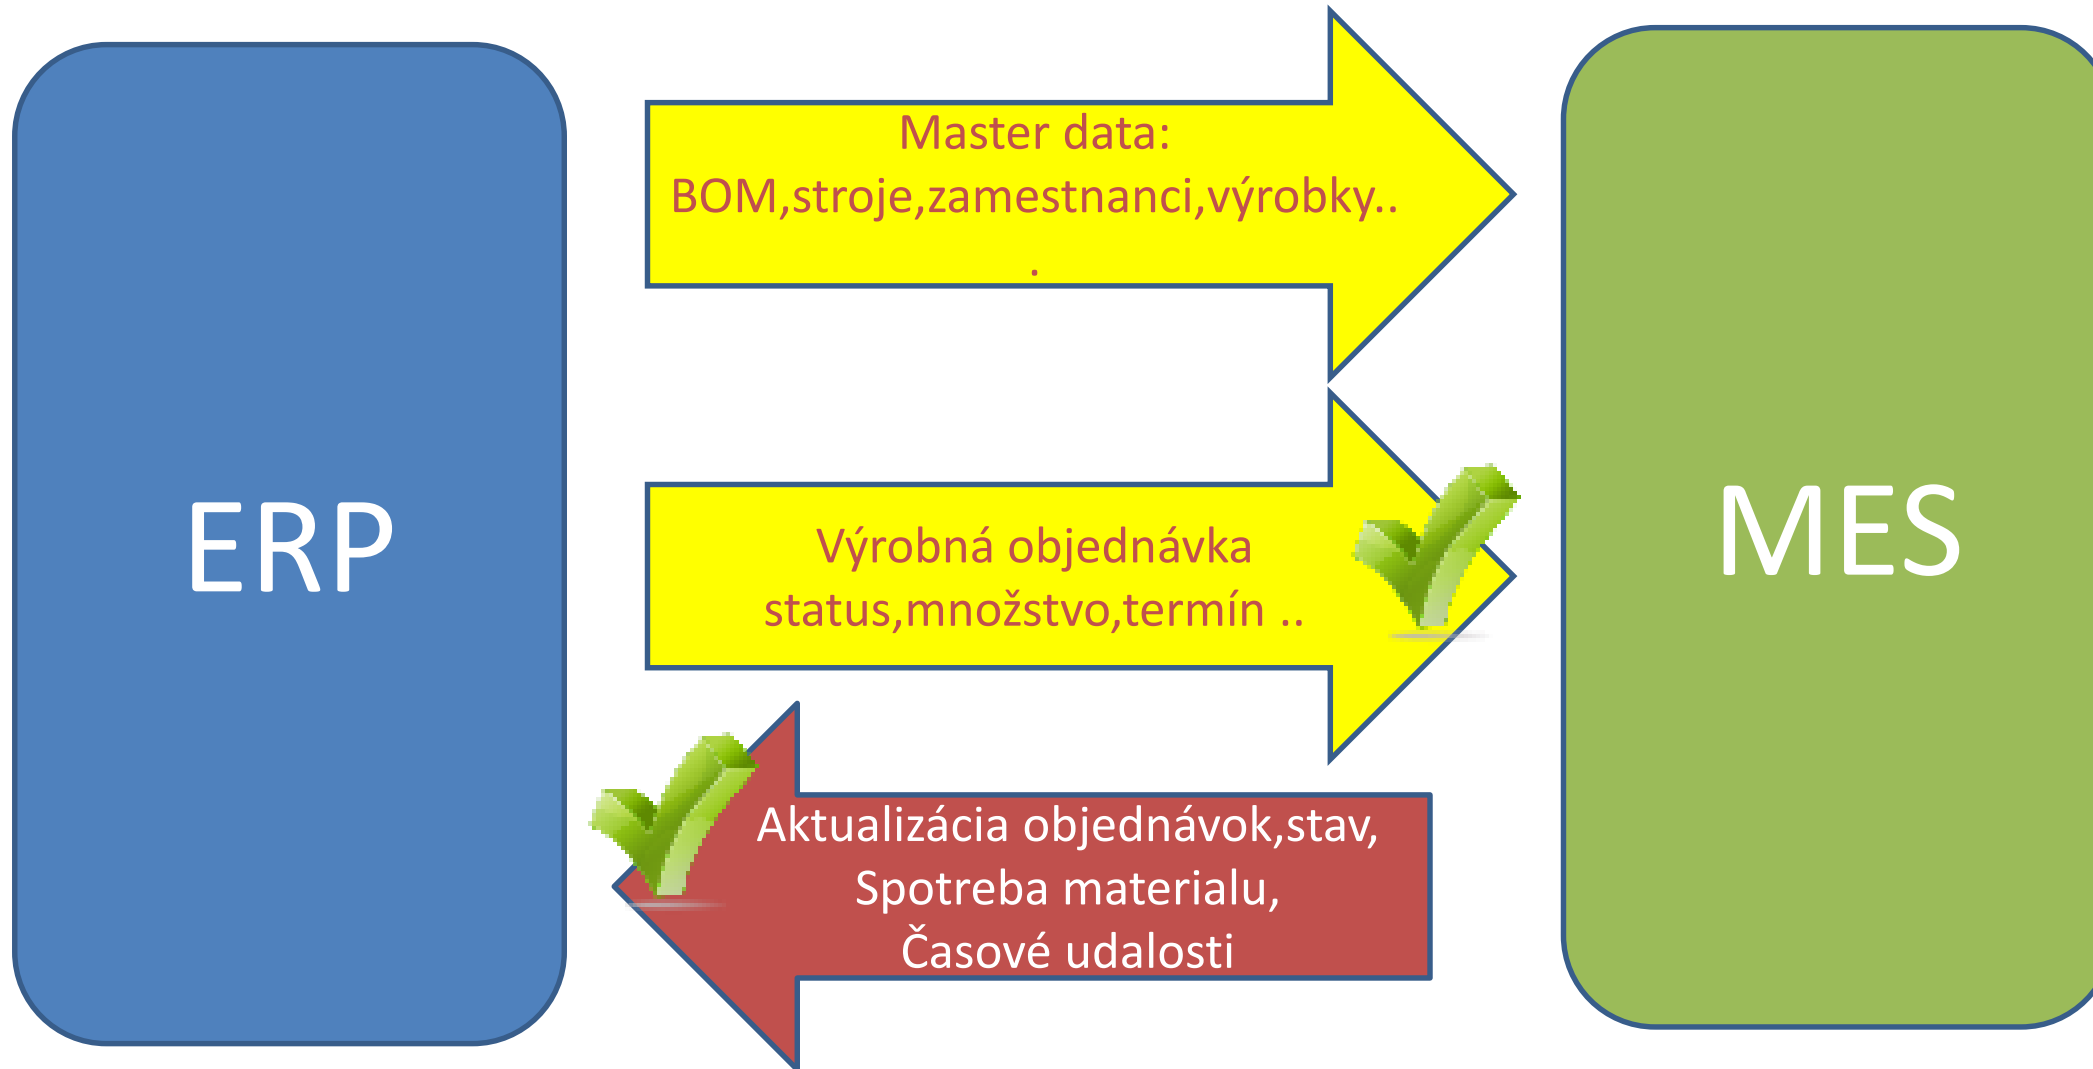 ERP
Master data:
BOM,stroje,zamestnanci,výrobky..
.
Výrobná objednávka
status,množstvo,termín ..
Aktualizácia objednávok,stav,
Spotreba materialu,
Časové udalosti
MES